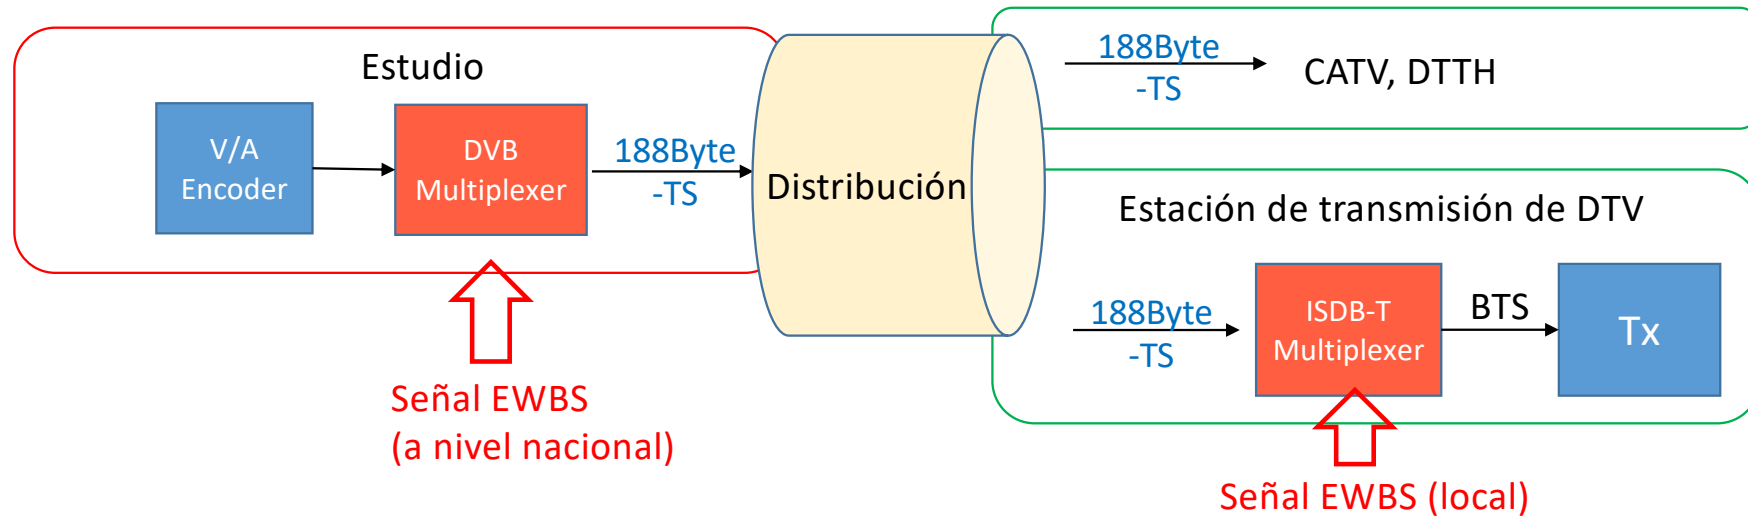 Estudio
V/A
Encoder
DVB
Multiplexer
188Byte
-TS
Señal EWBS
(a nivel nacional)
Distribución
188Byte
-TS
CATV, DTTH
Estación de transmisión de DTV
188Byte
-TS
ISDB-T
Multiplexer
BTS
Tx
Señal EWBS (local)